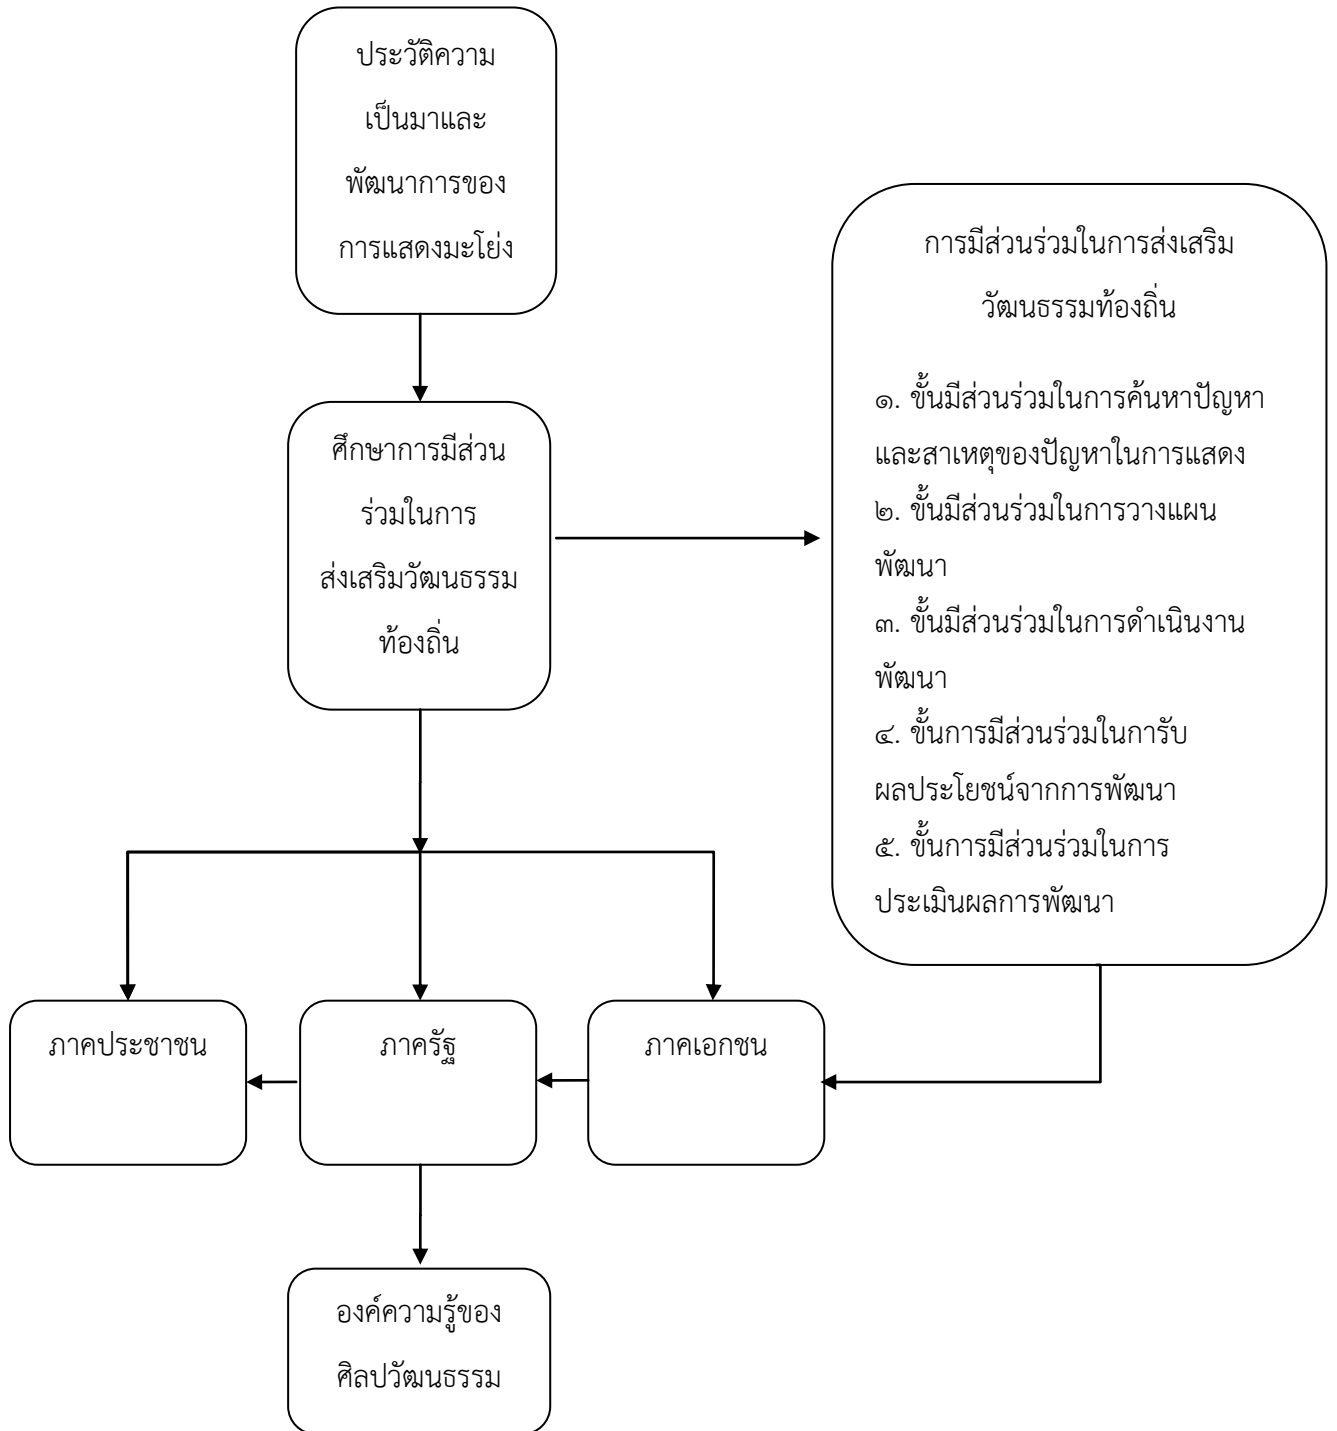 ประวัติความ
เป็นมาและ
พัฒนาการของ
การแสดงมะโย่ง
การมีส่วนร่วมในการส่งเสริม
วัฒนธรรมท้องถิ่น
๑. ขั้นมีส่วนร่วมในการค้นหาปัญหา
และสาเหตุของปัญหาในการแสดง
๒. ขั้นมีส่วนร่วมในการวางแผน
พัฒนา
๓. ขั้นมีส่วนร่วมในการดำเนินงาน
พัฒนา
๔. ขั้นการมีส่วนร่วมในการับ
ผลประโยชน์จากการพัฒนา
๕. ขั้นการมีส่วนร่วมในการ
ประเมินผลการพัฒนา
ศึกษาการมีส่วน
ร่วมในการ
ส่งเสริมวัฒนธรรม
ท้องถิ่น
ภาคประชาชน
ภาครัฐ
ภาคเอกชน
องค์ความรู้ของ
ศิลปวัฒนธรรม